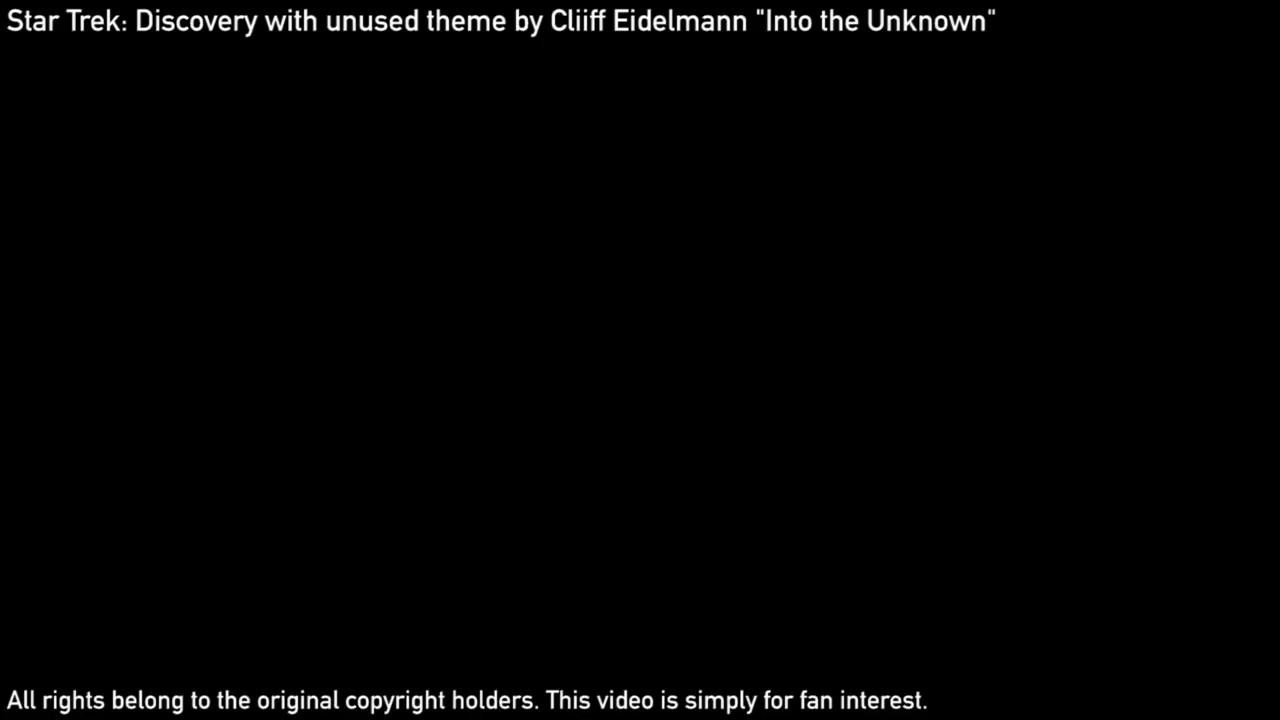 Star Trek: Discovery with unused theme by Cliiff Eidelmann "Into the Unknown"
All rights belong to the original copyright holders. This video is simply for fan interest.